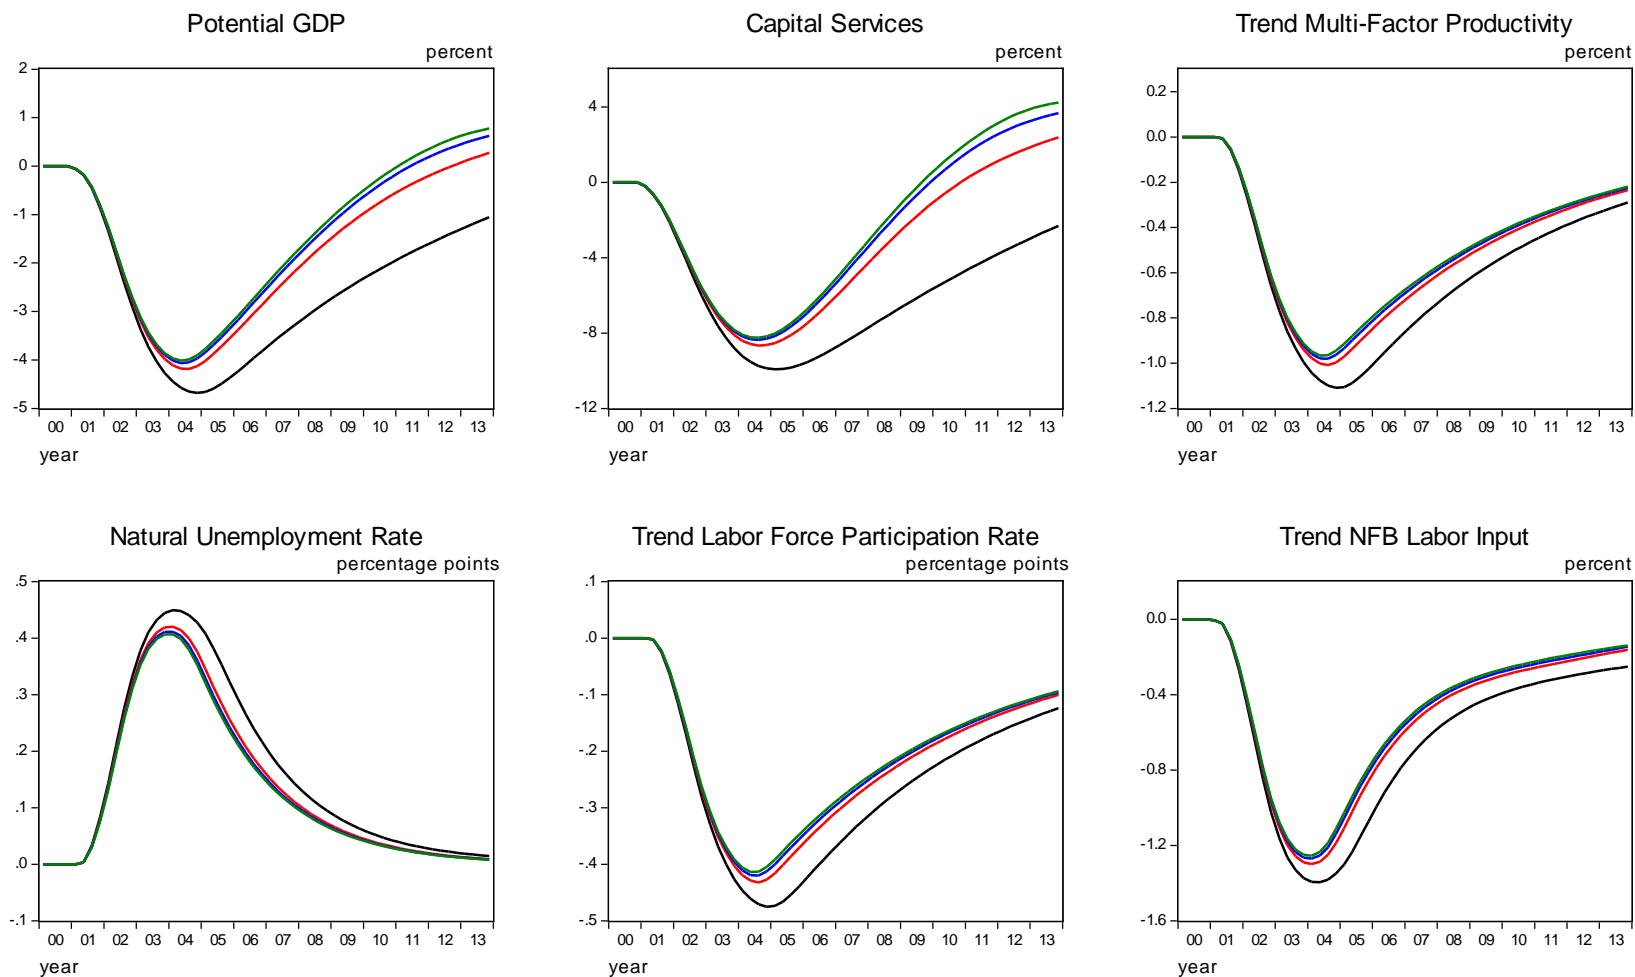 Potential GDP
percent
2
1
0
-1
-2
-3
-4
-5
00 01 02 03 04 05 06 07 08 09 10 11 12 13
year
Capital Services
percent
4
0
-4
-8
-12
00 01 02 03 04 05 06 07 08 09 10 11 12 13
year
Trend Multi-Factor Productivity
percent
0.2
0.0
-0.2
-0.4
-0.6
-0.8
-1.0
-1.2
00 01 02 03 04 05 06 07 08 09 10 11 12 13
year
Natural Unemployment Rate
percentage points
.5
.4
.3
.2
.1
.0
-.1
00 01 02 03 04 05 06 07 08 09 10 11 12 13
year
Trend Labor Force Participation Rate
percentage points
.1
.0
-.1
-.2
-.3
-.4
-.5
00 01 02 03 04 05 06 07 08 09 10 11 12 13
year
Trend NFB Labor Input
percent
0.0
-0.4
-0.8
-1.2
-1.6
00 01 02 03 04 05 06 07 08 09 10 11 12 13
year